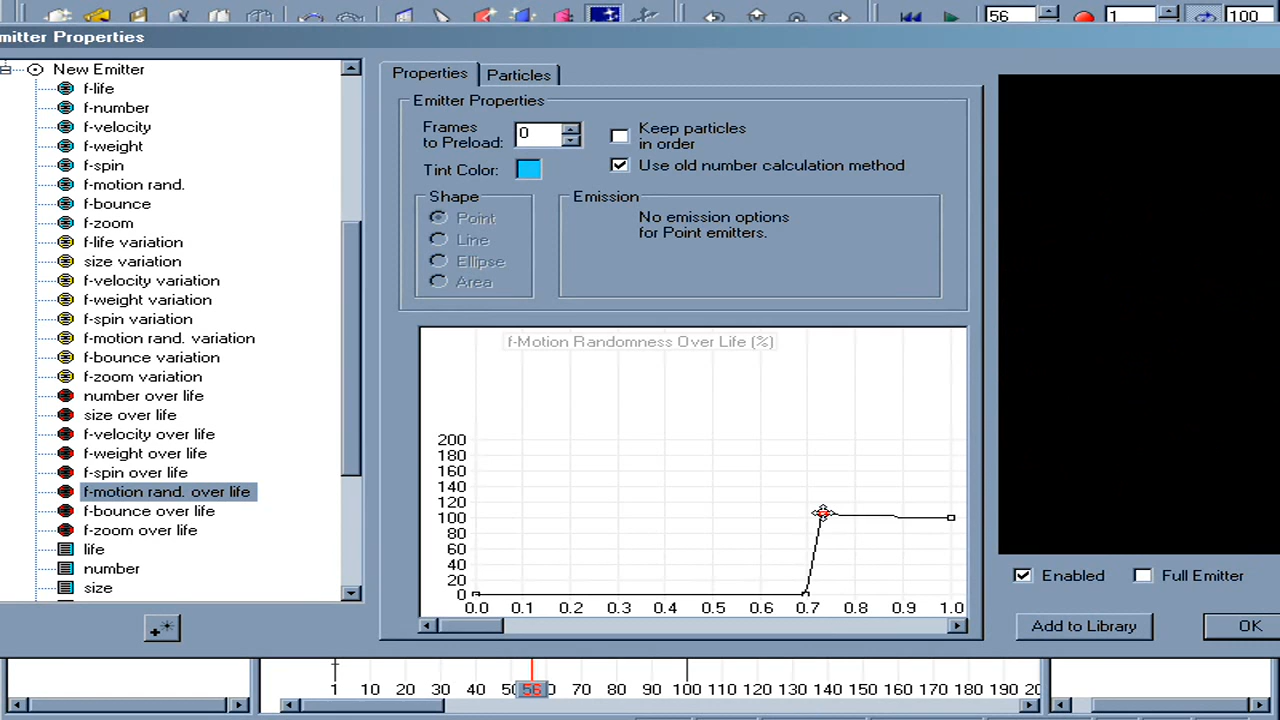 56
1
100
mitter Properties
New Emitter
f-life
f-number
f-velocity
f-weight
f-spin
f-motion rand.
f-bounce
f-zoom
f-life variation
size variation
f-velocity variation
f-weight variation
f-spin variation
f-motion rand. variation
f-bounce variation
f-zoom variation
number over life
size over life
f-velocity over life
f-weight over life
f-spin over life
f-motion rand. over life
f-bounce over life
f-zoom over life
life
number
size
Properties
Particles
Emitter Properties
Frames
to Preload:
0
Keep particles
in order
Tint Color:
Use old number calculation method
Shape
Point
Line
Ellipse
Area
Emission
No emission options
for Point emitters.
f-Motion Randomness Over Life (%)
200
180
160
140
120
100
80
60
40
20
0
0.0 0.1 0.2 0.3 0.4 0.5 0.6 0.7 0.8 0.9 1.0
Enabled
Full Emitter
Add to Library
OK
1 10 20 30 40 50 56 60 70 80 90 100 110 120 130 140 150 160 170 180 190 20